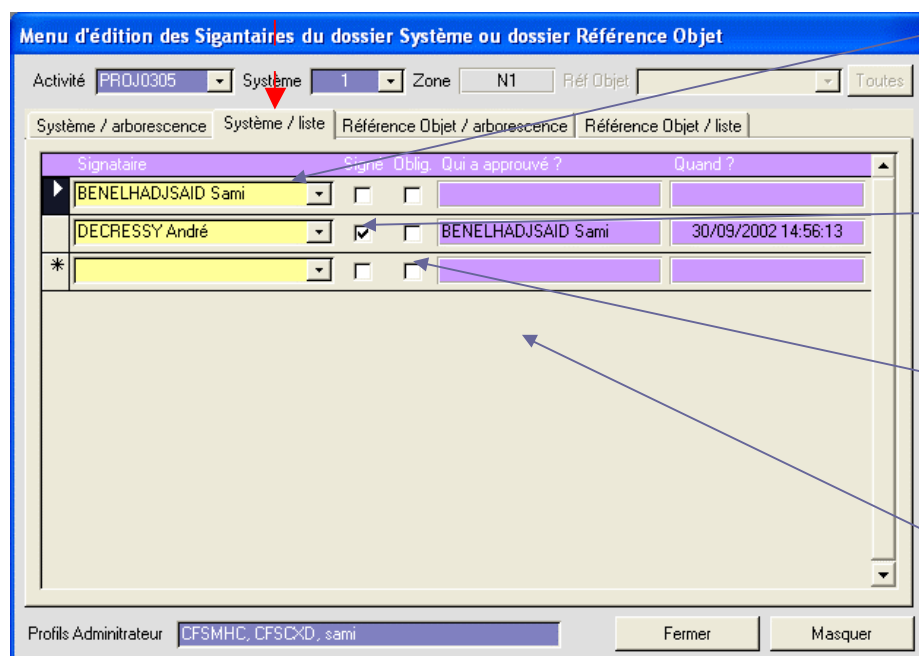 Menu d'édition des Sigantaires du dossier Système ou dossier Référence Objet
Activité PROJ0305 Système 1 Zone N1 Réf Objet Toutes
Système / arborescence Système / liste Référence Objet / arborescence Référence Objet / liste
Signataire Signe Oblig. Qui a approuvé ? Quand ?
BENELHADJSAID Sami
DECRESSY André BENELHADJSAID Sami 30/09/2002 14:56:13
*
Profils Adminitrateur CFSMHC, CFSCXD, sami Fermer Masquer